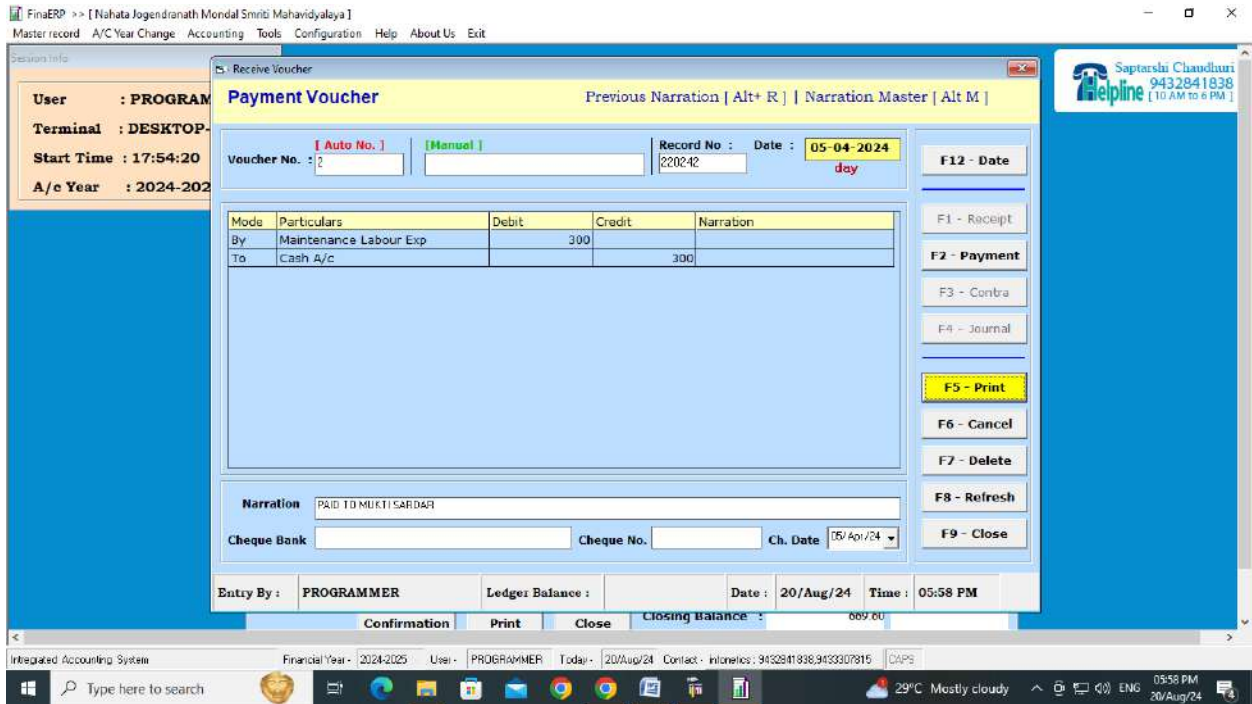 FinaERP >> [ Nahata Jogendranath Mondal Smriti Mahavidyalaya ]
Master record A/C Year Change Accounting Tools Configuration Help About Us Exit
Session Info
User : PROGRAM
Terminal : DESKTOP-
Start Time : 17:54:20
A/c Year : 2024-202
Receive Voucher
Payment Voucher Previous Narration [ Alt+ R ] | Narration Master [ Alt M ]
Saptarshi Chaudhuri
Helpline 9432841838
[ 10 AM to 6 PM ]
[ Auto No. ] [Manual ] Record No : Date : 05-04-2024
Voucher No. : 2 220242 day
F12 - Date
Mode Particulars Debit Credit Narration
By Maintenance Labour Exp 300
To Cash A/c 300
F1 - Receipt
F2 - Payment
F3 - Contra
F4 - Journal
F5 - Print
F6 - Cancel
F7 - Delete
F8 - Refresh
F9 - Close
Narration PAID TO MUKTI SARDAR
Cheque Bank Cheque No. Ch. Date 05/Apr/24
Entry By : PROGRAMMER Ledger Balance : Date : 20/Aug/24 Time : 05:58 PM
Confirmation Print Close Closing Balance : 669.60
Intregrated Accounting System Financial Year - 2024-2025 User - PROGRAMMER Today - 20/Aug/24 Contact - infonetics : 9432841838,9433307815 CAPS
Type here to search 29°C Mostly cloudy ENG 05:58 PM
20/Aug/24